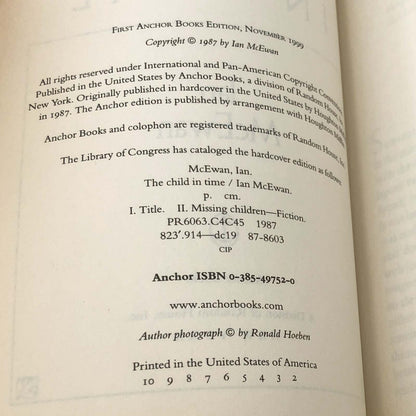 First Anchor Books Edition, November 1999
Copyright © 1987 by Ian McEwan
All rights reserved under International and Pan-American Copyright
Published in the United States by Anchor Books, a division of Random House,
New York. Originally published in hardcover in the United States by
in 1987. The Anchor edition is published by arrangement with Houghton
Anchor Books and colophon are registered trademarks of Random House,
The Library of Congress has cataloged the hardcover edition as follows:
McEwan, Ian.
The child in time / Ian McEwan.
p. cm.
I. Title. II. Missing children—Fiction.
PR6063.C4C45 1987
823'.914—dc19 87-8603
CIP
Anchor ISBN 0-385-49752-0
www.anchorbooks.com
Author photograph © by Ronald Hoeben
Printed in the United States of America
10 9 8 7 6 5 4 3 2